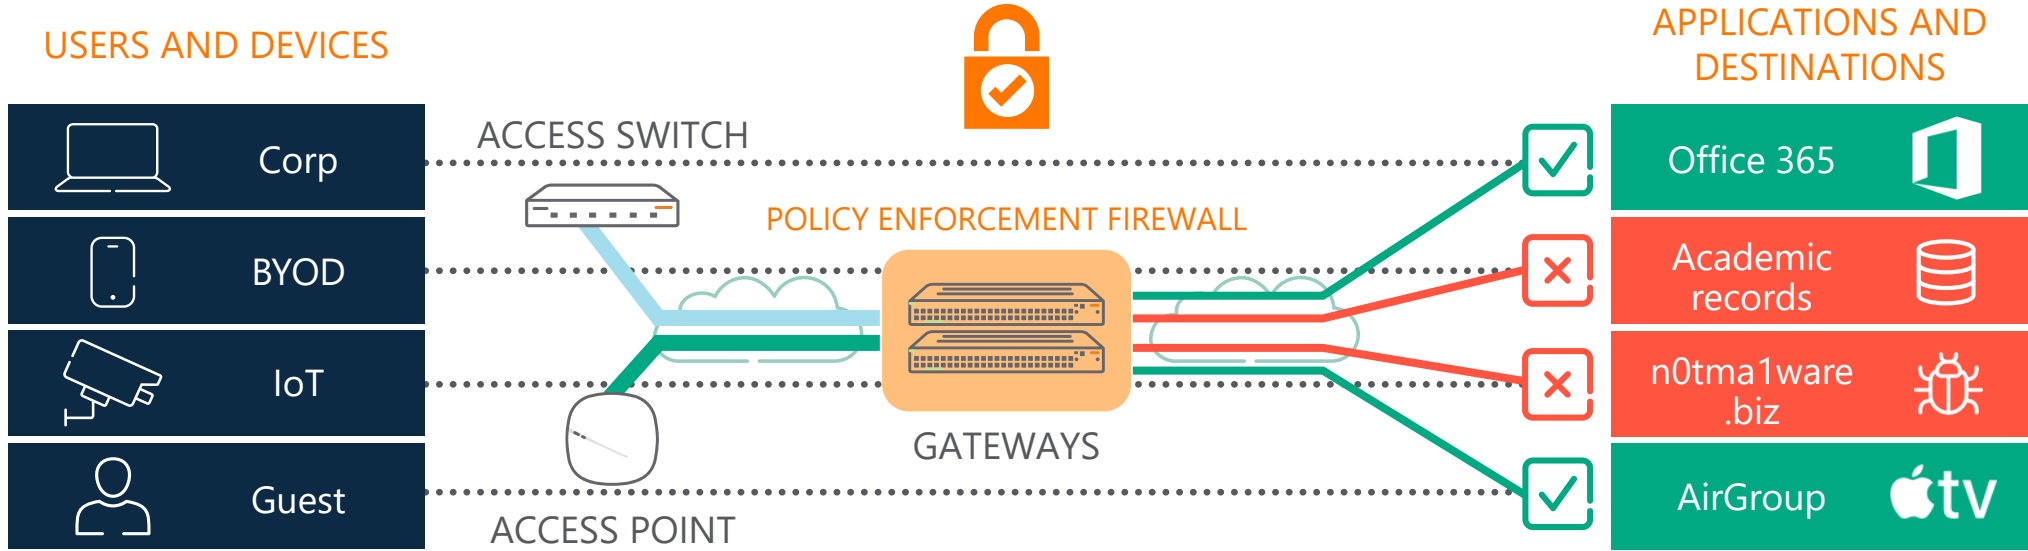 USERS AND DEVICES
APPLICATIONS AND
DESTINATIONS
ACCESS SWITCH
Corp
Office 365
POLICY ENFORCEMENT FIREWALL
BYOD
Academic
records
IoT
n0tma1ware
.biz
GATEWAYS
Guest
AirGroup
tv
ACCESS POINT